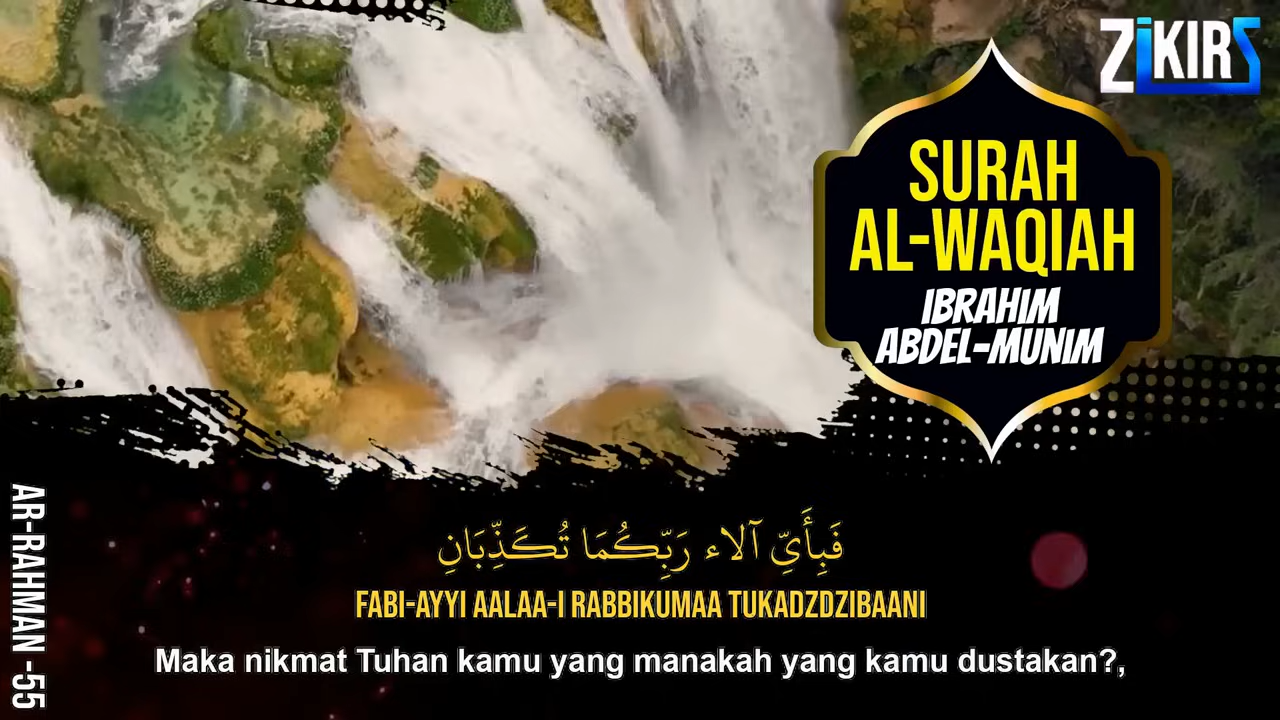 ZiKIRS
SURAH
AL-WAQIAH
IBRAHIM
ABDEL-MUNIM
فَبِأَيِّ آلاء رَبِّكُمَا تُكَذِّبَانِ
FABI-AYYI AALAA-I RABBIKUMAA TUKADZDZIBAANI
Maka nikmat Tuhan kamu yang manakah yang kamu dustakan?,
AR-RAHMAN -55